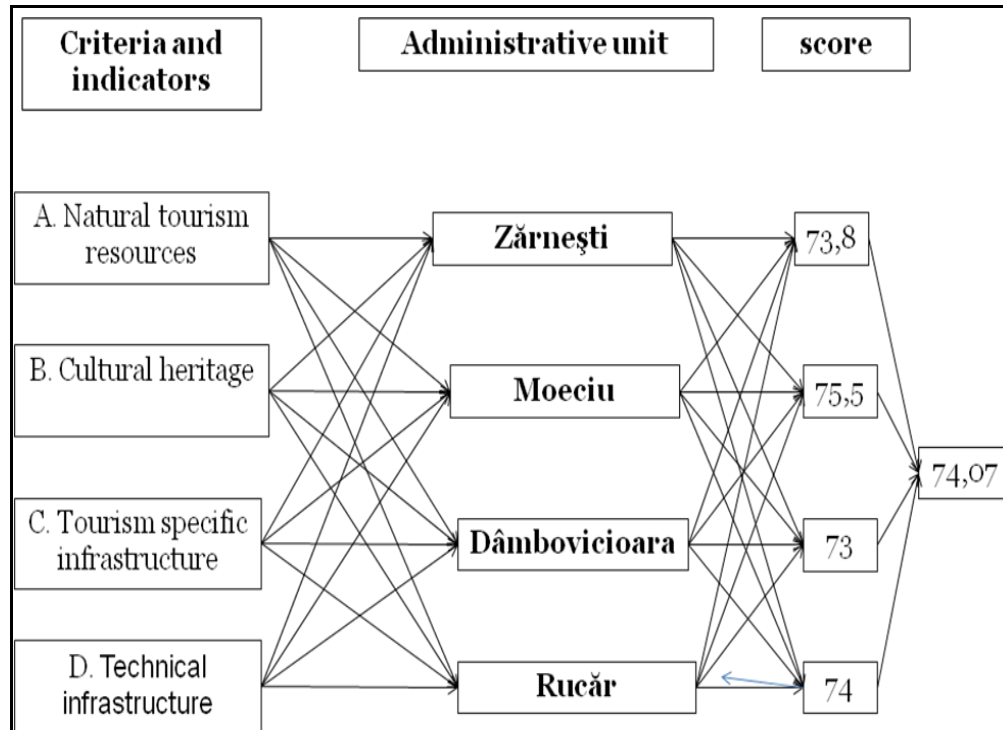 Criteria and
indicators
Administrative unit
score
A. Natural tourism
resources
Zărneşti
73,8
B. Cultural heritage
Moeciu
75,5
74,07
C. Tourism specific
infrastructure
Dâmbovicioara
73
D. Technical
infrastructure
Rucăr
74